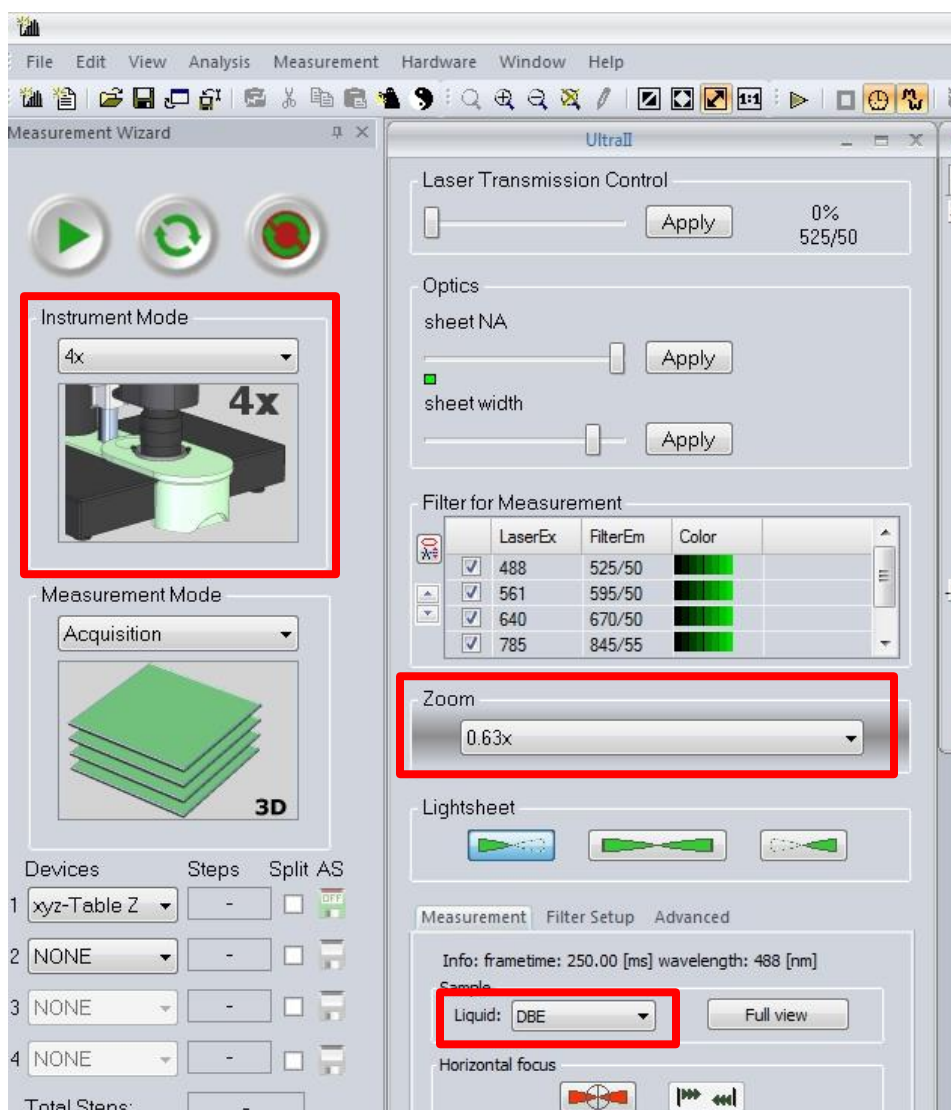 File Edit View Analysis Measurement Hardware Window Help
1:1
Measurement Wizard
Instrument Mode
4x
4x
Measurement Mode
Acquisition
3D
Devices Steps Split AS
1 xyz-Table Z - OFF
2 NONE -
3 NONE -
4 NONE -
Total Steps: -
UltraII
Laser Transmission Control
Apply
0%
525/50
Optics
sheet NA
Apply
sheet width
Apply
Filter for Measurement
LaserEx FilterEm Color
488 525/50
561 595/50
640 670/50
785 845/55
Zoom
0.63x
Lightsheet
Measurement Filter Setup Advanced
Info: frametime: 250.00 [ms] wavelength: 488 [nm]
Sample
Liquid: DBE Full view
Horizontal focus